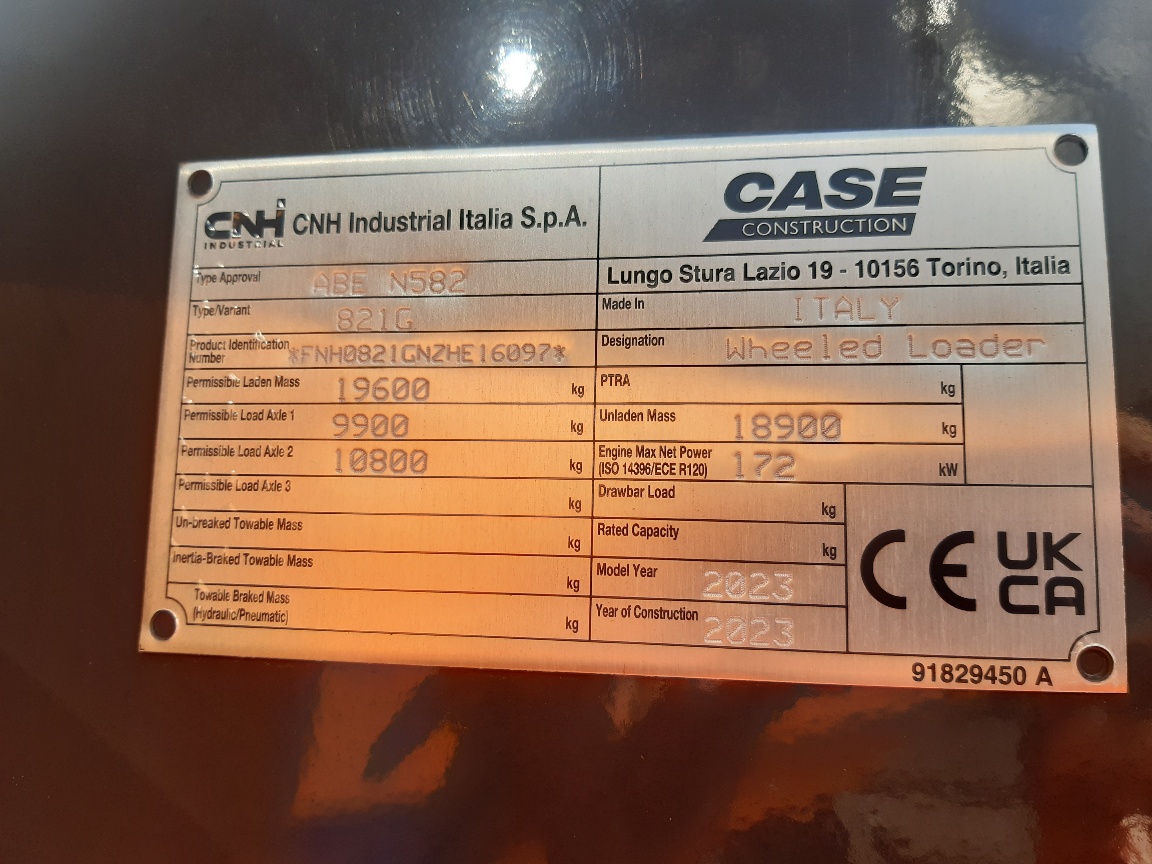 CNH INDUSTRIAL CNH Industrial Italia S.p.A.
CASE CONSTRUCTION
Type Approval ABE N582
Lungo Stura Lazio 19 - 10156 Torino, Italia
Type/Variant 821G
Made In ITALY
Product Identification Number *FNH0821GNZHE16097*
Designation Wheeled Loader
Permissible Laden Mass 19600 kg
PTRA kg
Permissible Load Axle 1 9900 kg
Unladen Mass 18900 kg
Permissible Load Axle 2 10800 kg
Engine Max Net Power (ISO 14396/ECE R120) 172 kW
Permissible Load Axle 3 kg
Drawbar Load kg
Un-breaked Towable Mass kg
Rated Capacity kg
Inertia-Braked Towable Mass kg
Model Year 2023
Towable Braked Mass (Hydraulic/Pneumatic) kg
Year of Construction 2023
CE UK CA
91829450 A